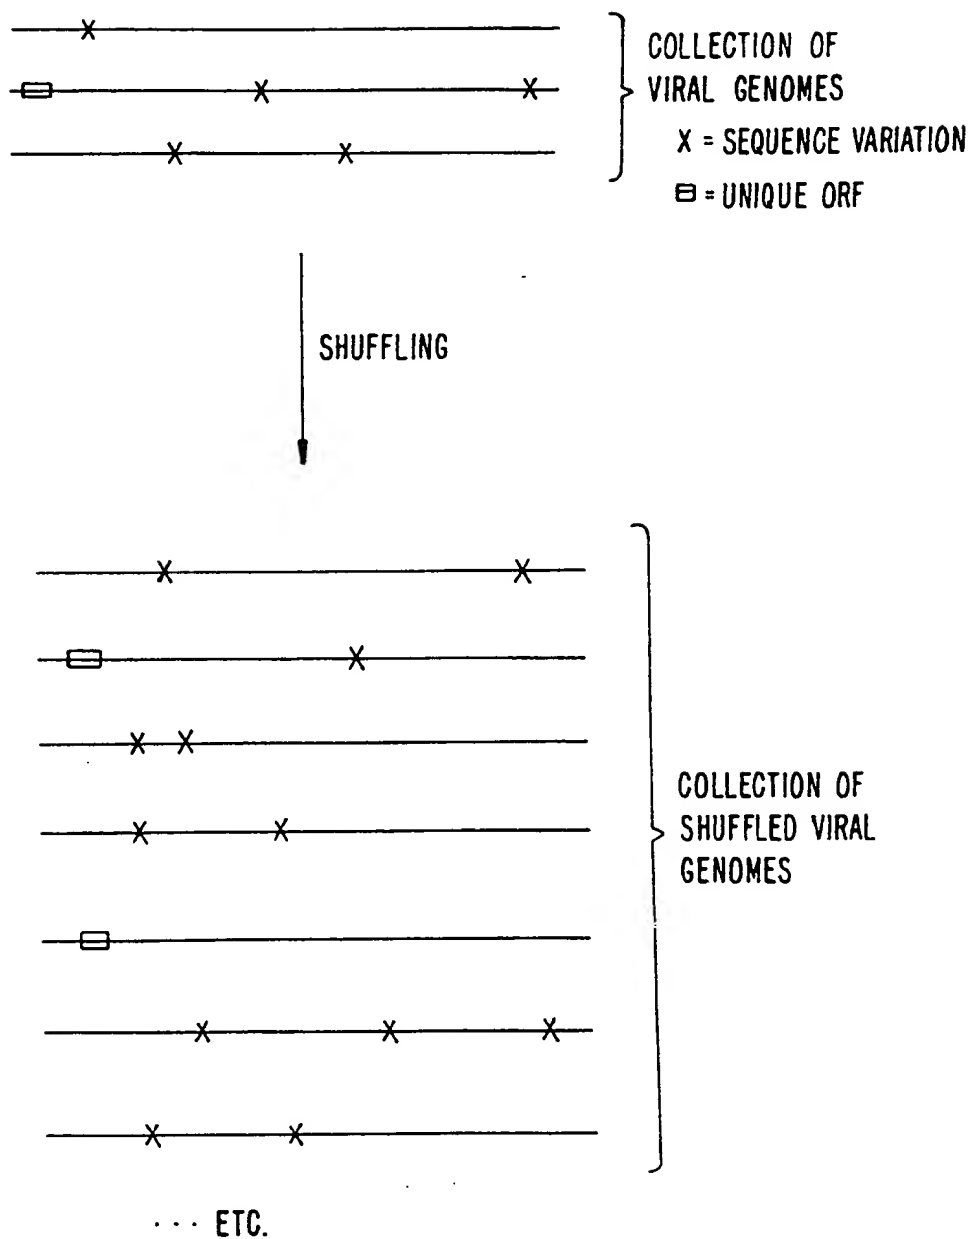 COLLECTION OF
VIRAL GENOMES
X = SEQUENCE VARIATION
= UNIQUE ORF
SHUFFLING
COLLECTION OF
SHUFFLED VIRAL
GENOMES
··· ETC.